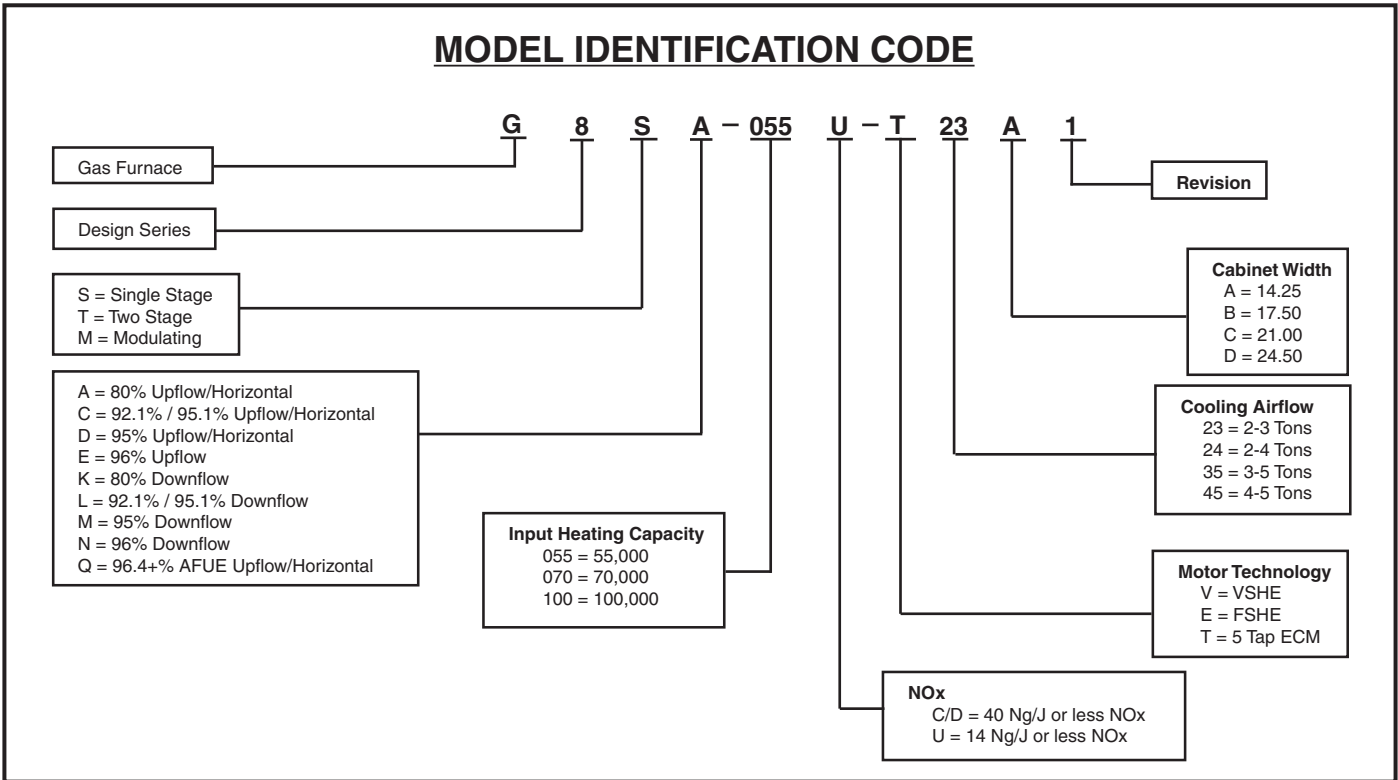 MODEL IDENTIFICATION CODE
G 8 S A – 055 U – T 23 A 1
Gas Furnace
Design Series
S = Single Stage
T = Two Stage
M = Modulating
A = 80% Upflow/Horizontal
C = 92.1% / 95.1% Upflow/Horizontal
D = 95% Upflow/Horizontal
E = 96% Upflow
K = 80% Downflow
L = 92.1% / 95.1% Downflow
M = 95% Downflow
N = 96% Downflow
Q = 96.4+% AFUE Upflow/Horizontal
Input Heating Capacity
055 = 55,000
070 = 70,000
100 = 100,000
Revision
Cabinet Width
A = 14.25
B = 17.50
C = 21.00
D = 24.50
Cooling Airflow
23 = 2-3 Tons
24 = 2-4 Tons
35 = 3-5 Tons
45 = 4-5 Tons
Motor Technology
V = VSHE
E = FSHE
T = 5 Tap ECM
NOx
C/D = 40 Ng/J or less NOx
U = 14 Ng/J or less NOx